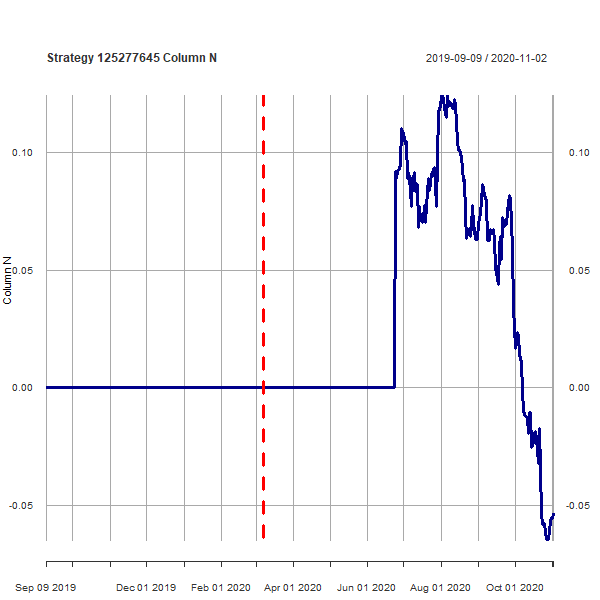 Strategy 125277645 Column N
2019-09-09 / 2020-11-02
Column N
0.10
0.10
0.05
0.05
0.00
0.00
-0.05
-0.05
Sep 09 2019
Dec 01 2019
Feb 01 2020
Apr 01 2020
Jun 01 2020
Aug 01 2020
Oct 01 2020